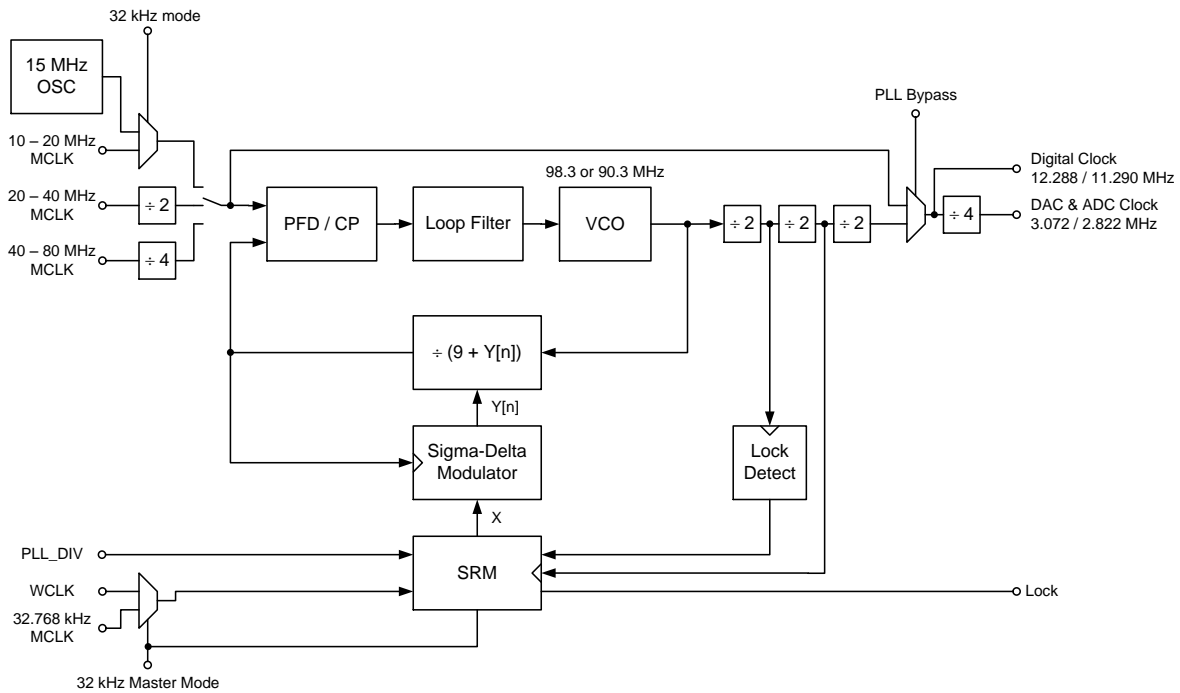 32 kHz mode
15 MHz
OSC
PLL Bypass
10 – 20 MHz
MCLK
98.3 or 90.3 MHz
Digital Clock
12.288 / 11.290 MHz
20 – 40 MHz
MCLK
÷ 2
PFD / CP
Loop Filter
VCO
÷ 2
÷ 2
÷ 2
÷ 4
DAC & ADC Clock
3.072 / 2.822 MHz
40 – 80 MHz
MCLK
÷ 4
÷ (9 + Y[n])
Y[n]
Sigma-Delta
Modulator
Lock
Detect
X
PLL_DIV
SRM
WCLK
Lock
32.768 kHz
MCLK
32 kHz Master Mode